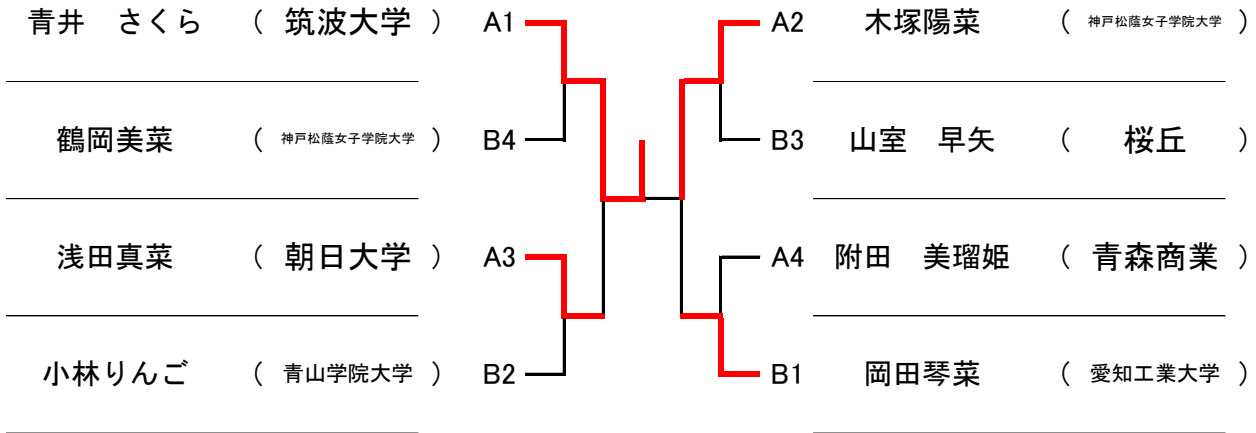 青井　さくら （ 筑波大学 ） A1
A2 木塚陽菜 （ 神戸松蔭女子学院大学 ）
鶴岡美菜 （ 神戸松蔭女子学院大学 ） B4
B3 山室　早矢 （ 桜丘 ）
浅田真菜 （ 朝日大学 ） A3
A4 附田　美瑠姫 （ 青森商業 ）
小林りんご （ 青山学院大学 ） B2
B1 岡田琴菜 （ 愛知工業大学 ）